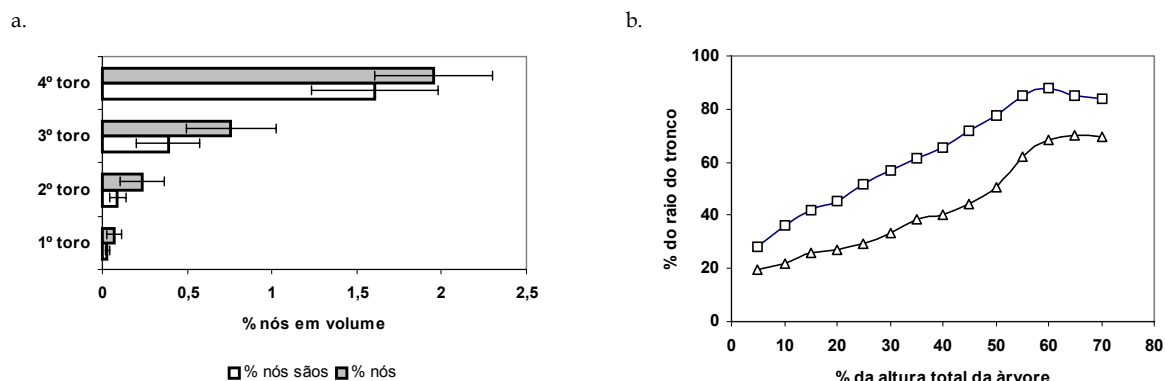 a.
4º toro
3º toro
2º toro
1º toro
0 0,5 1 1,5 2 2,5
% nós em volume
% nós sãos % nós
b.
100
80
60
40
20
0
0 10 20 30 40 50 60 70 80
% do raio do tronco
% da altura total da àrvore